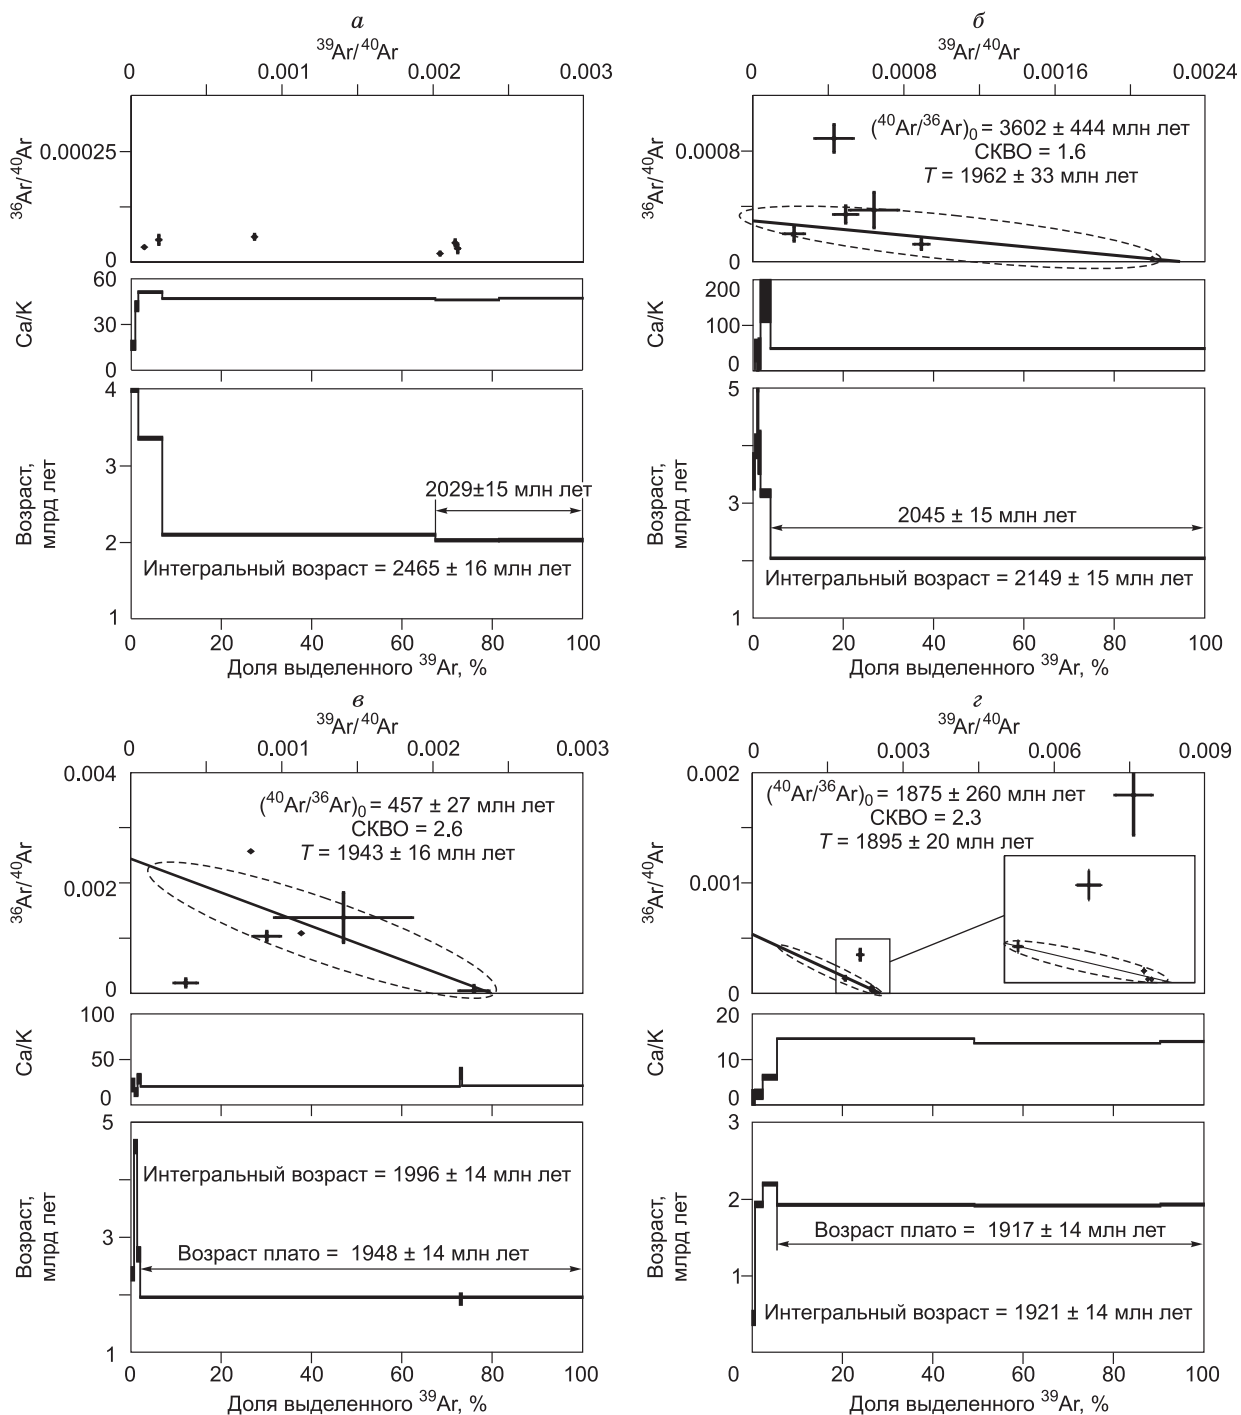 а
³⁹Ar/⁴⁰Ar
0 0.001 0.002 0.003
³⁶Ar/⁴⁰Ar
0.00025
0
Ca/K
60
30
0
Возраст, млрд лет
4
3
2
1
2029±15 млн лет
Интегральный возраст = 2465 ± 16 млн лет
0 20 40 60 80 100
Доля выделенного ³⁹Ar, %
б
³⁹Ar/⁴⁰Ar
0 0.0008 0.0016 0.0024
³⁶Ar/⁴⁰Ar
0.0008
0
(⁴⁰Ar/³⁶Ar)₀ = 3602 ± 444 млн лет
СКВО = 1.6
T = 1962 ± 33 млн лет
Ca/K
200
100
0
Возраст, млрд лет
5
3
1
2045 ± 15 млн лет
Интегральный возраст = 2149 ± 15 млн лет
0 20 40 60 80 100
Доля выделенного ³⁹Ar, %
в
³⁹Ar/⁴⁰Ar
0 0.001 0.002 0.003
³⁶Ar/⁴⁰Ar
0.004
0.002
0
(⁴⁰Ar/³⁶Ar)₀ = 457 ± 27 млн лет
СКВО = 2.6
T = 1943 ± 16 млн лет
Ca/K
100
50
0
Возраст, млрд лет
5
3
1
Интегральный возраст = 1996 ± 14 млн лет
Возраст плато = 1948 ± 14 млн лет
0 20 40 60 80 100
Доля выделенного ³⁹Ar, %
г
³⁹Ar/⁴⁰Ar
0 0.003 0.006 0.009
³⁶Ar/⁴⁰Ar
0.002
0.001
0
(⁴⁰Ar/³⁶Ar)₀ = 1875 ± 260 млн лет
СКВО = 2.3
T = 1895 ± 20 млн лет
Ca/K
20
10
0
Возраст, млрд лет
3
2
1
Возраст плато = 1917 ± 14 млн лет
Интегральный возраст = 1921 ± 14 млн лет
0 20 40 60 80 100
Доля выделенного ³⁹Ar, %